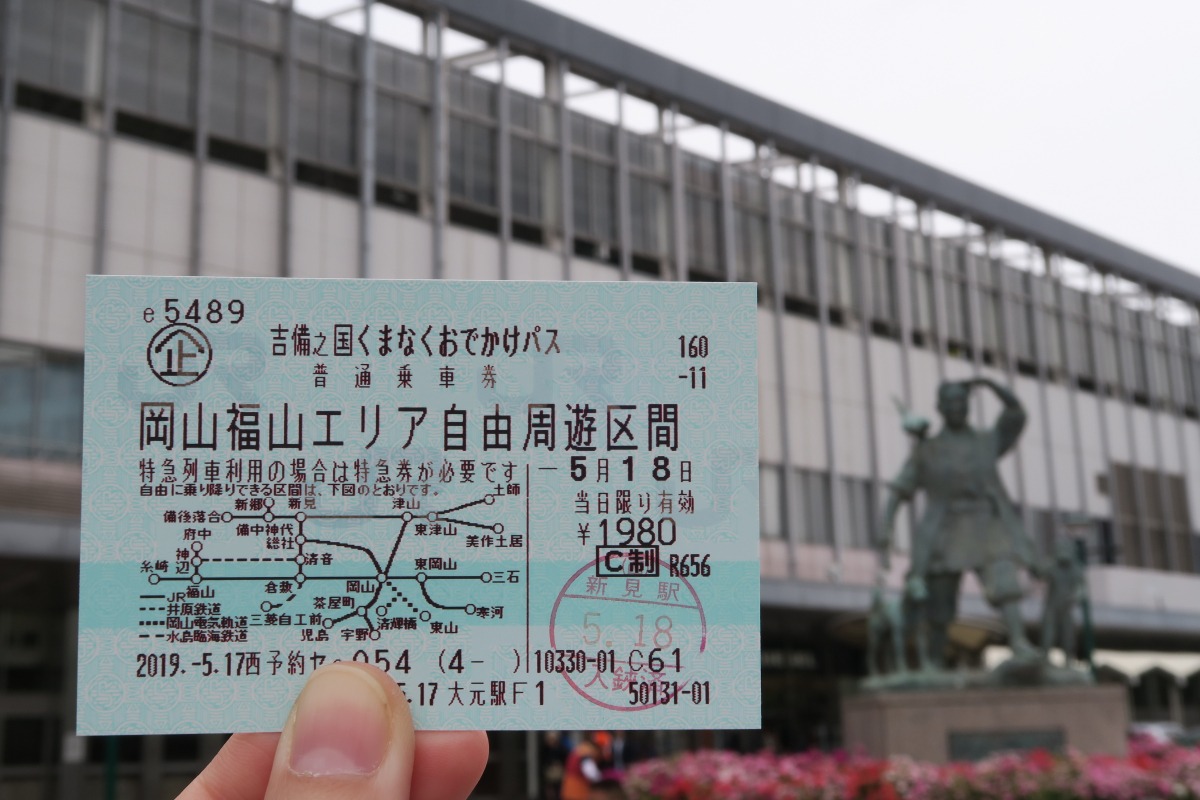 e5489
企 吉備之国くまなくおでかけパス 160
普通乗車券 -11
岡山福山エリア自由周遊区間
特急列車利用の場合は特急券が必要です
-5月18日
自由に乗り降りできる区間は、下図のとおりです。
当日限り有効
¥1980
C制 R656
土師
新郷 新見 津山
備後落合
備中神代 東津山
府中 総社 美作土居
神辺 清音 東岡山
糸崎 福山 倉敷 岡山 三石
茶屋町 寒河
三菱自工前 清輝橋 東山
児島 宇野
JR
井原鉄道
岡山電気軌道
水島臨海鉄道
新見駅
5.18
入鋏済
2019.-5.17西予約セ 054 (4- ) 10330-01 C61
5.17 大元駅F1 50131-01